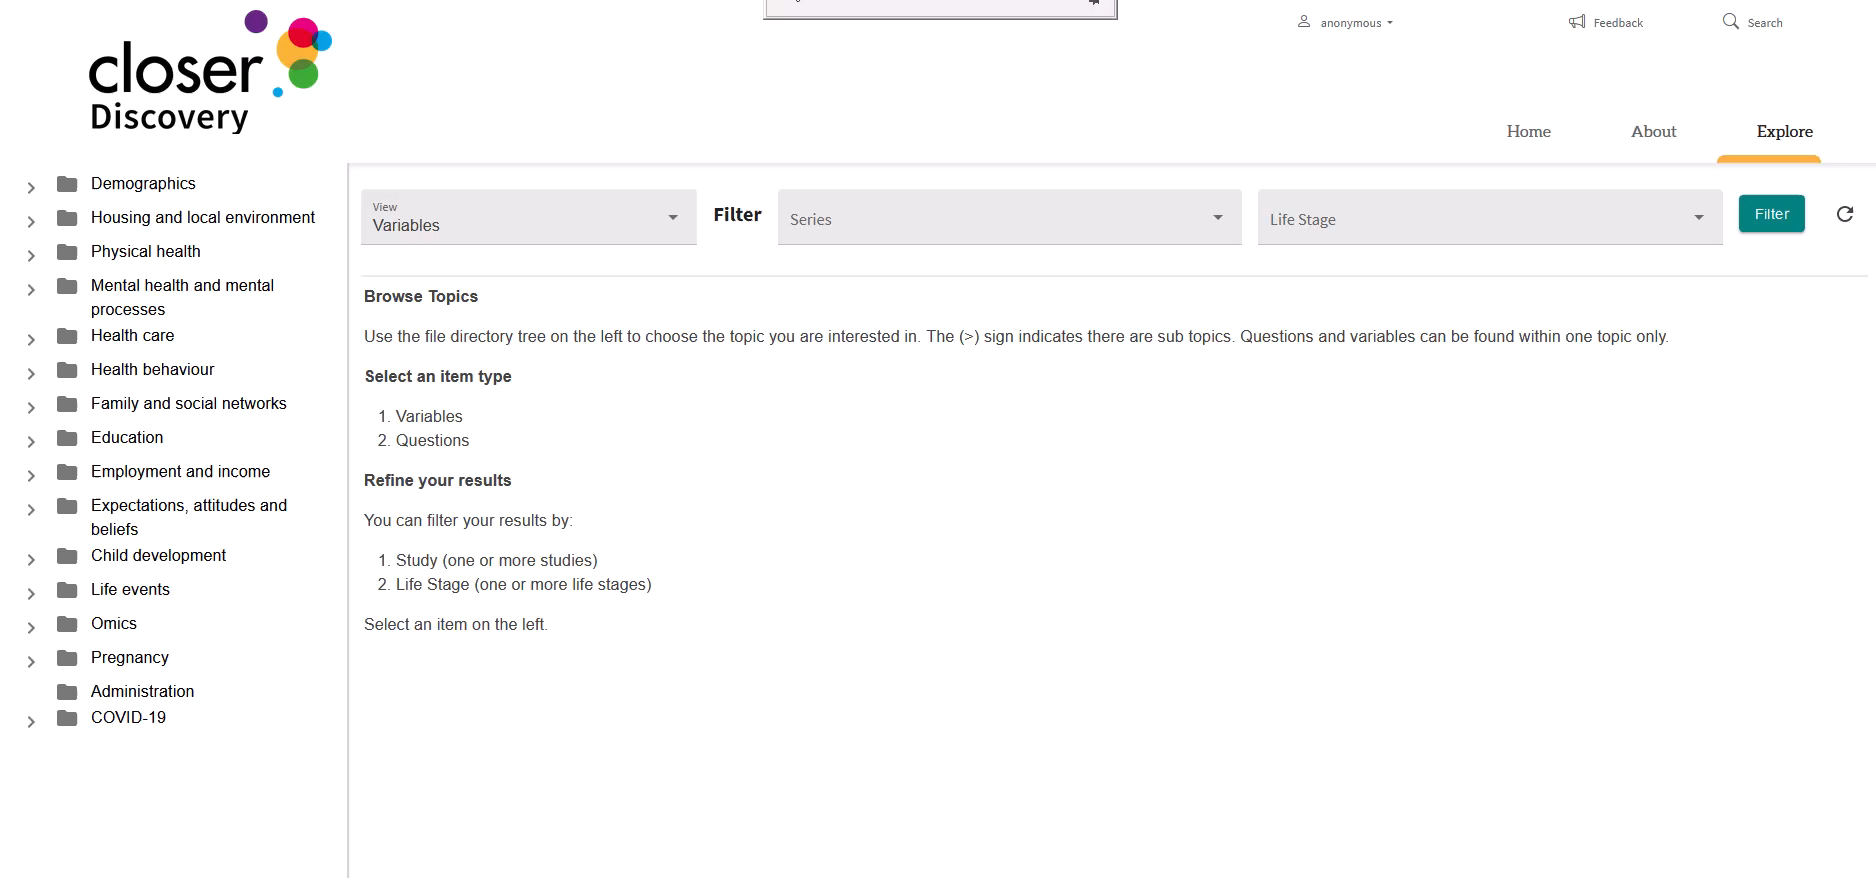 closer
Discovery
anonymous
Feedback
Search
Home
About
Explore
Demographics
Housing and local environment
Physical health
Mental health and mental
processes
Health care
Health behaviour
Family and social networks
Education
Employment and income
Expectations, attitudes and
beliefs
Child development
Life events
Omics
Pregnancy
Administration
COVID-19
View
Variables
Filter
Series
Life Stage
Filter
Browse Topics
Use the file directory tree on the left to choose the topic you are interested in. The (>) sign indicates there are sub topics. Questions and variables can be found within one topic only.
Select an item type
1. Variables
2. Questions
Refine your results
You can filter your results by:
1. Study (one or more studies)
2. Life Stage (one or more life stages)
Select an item on the left.